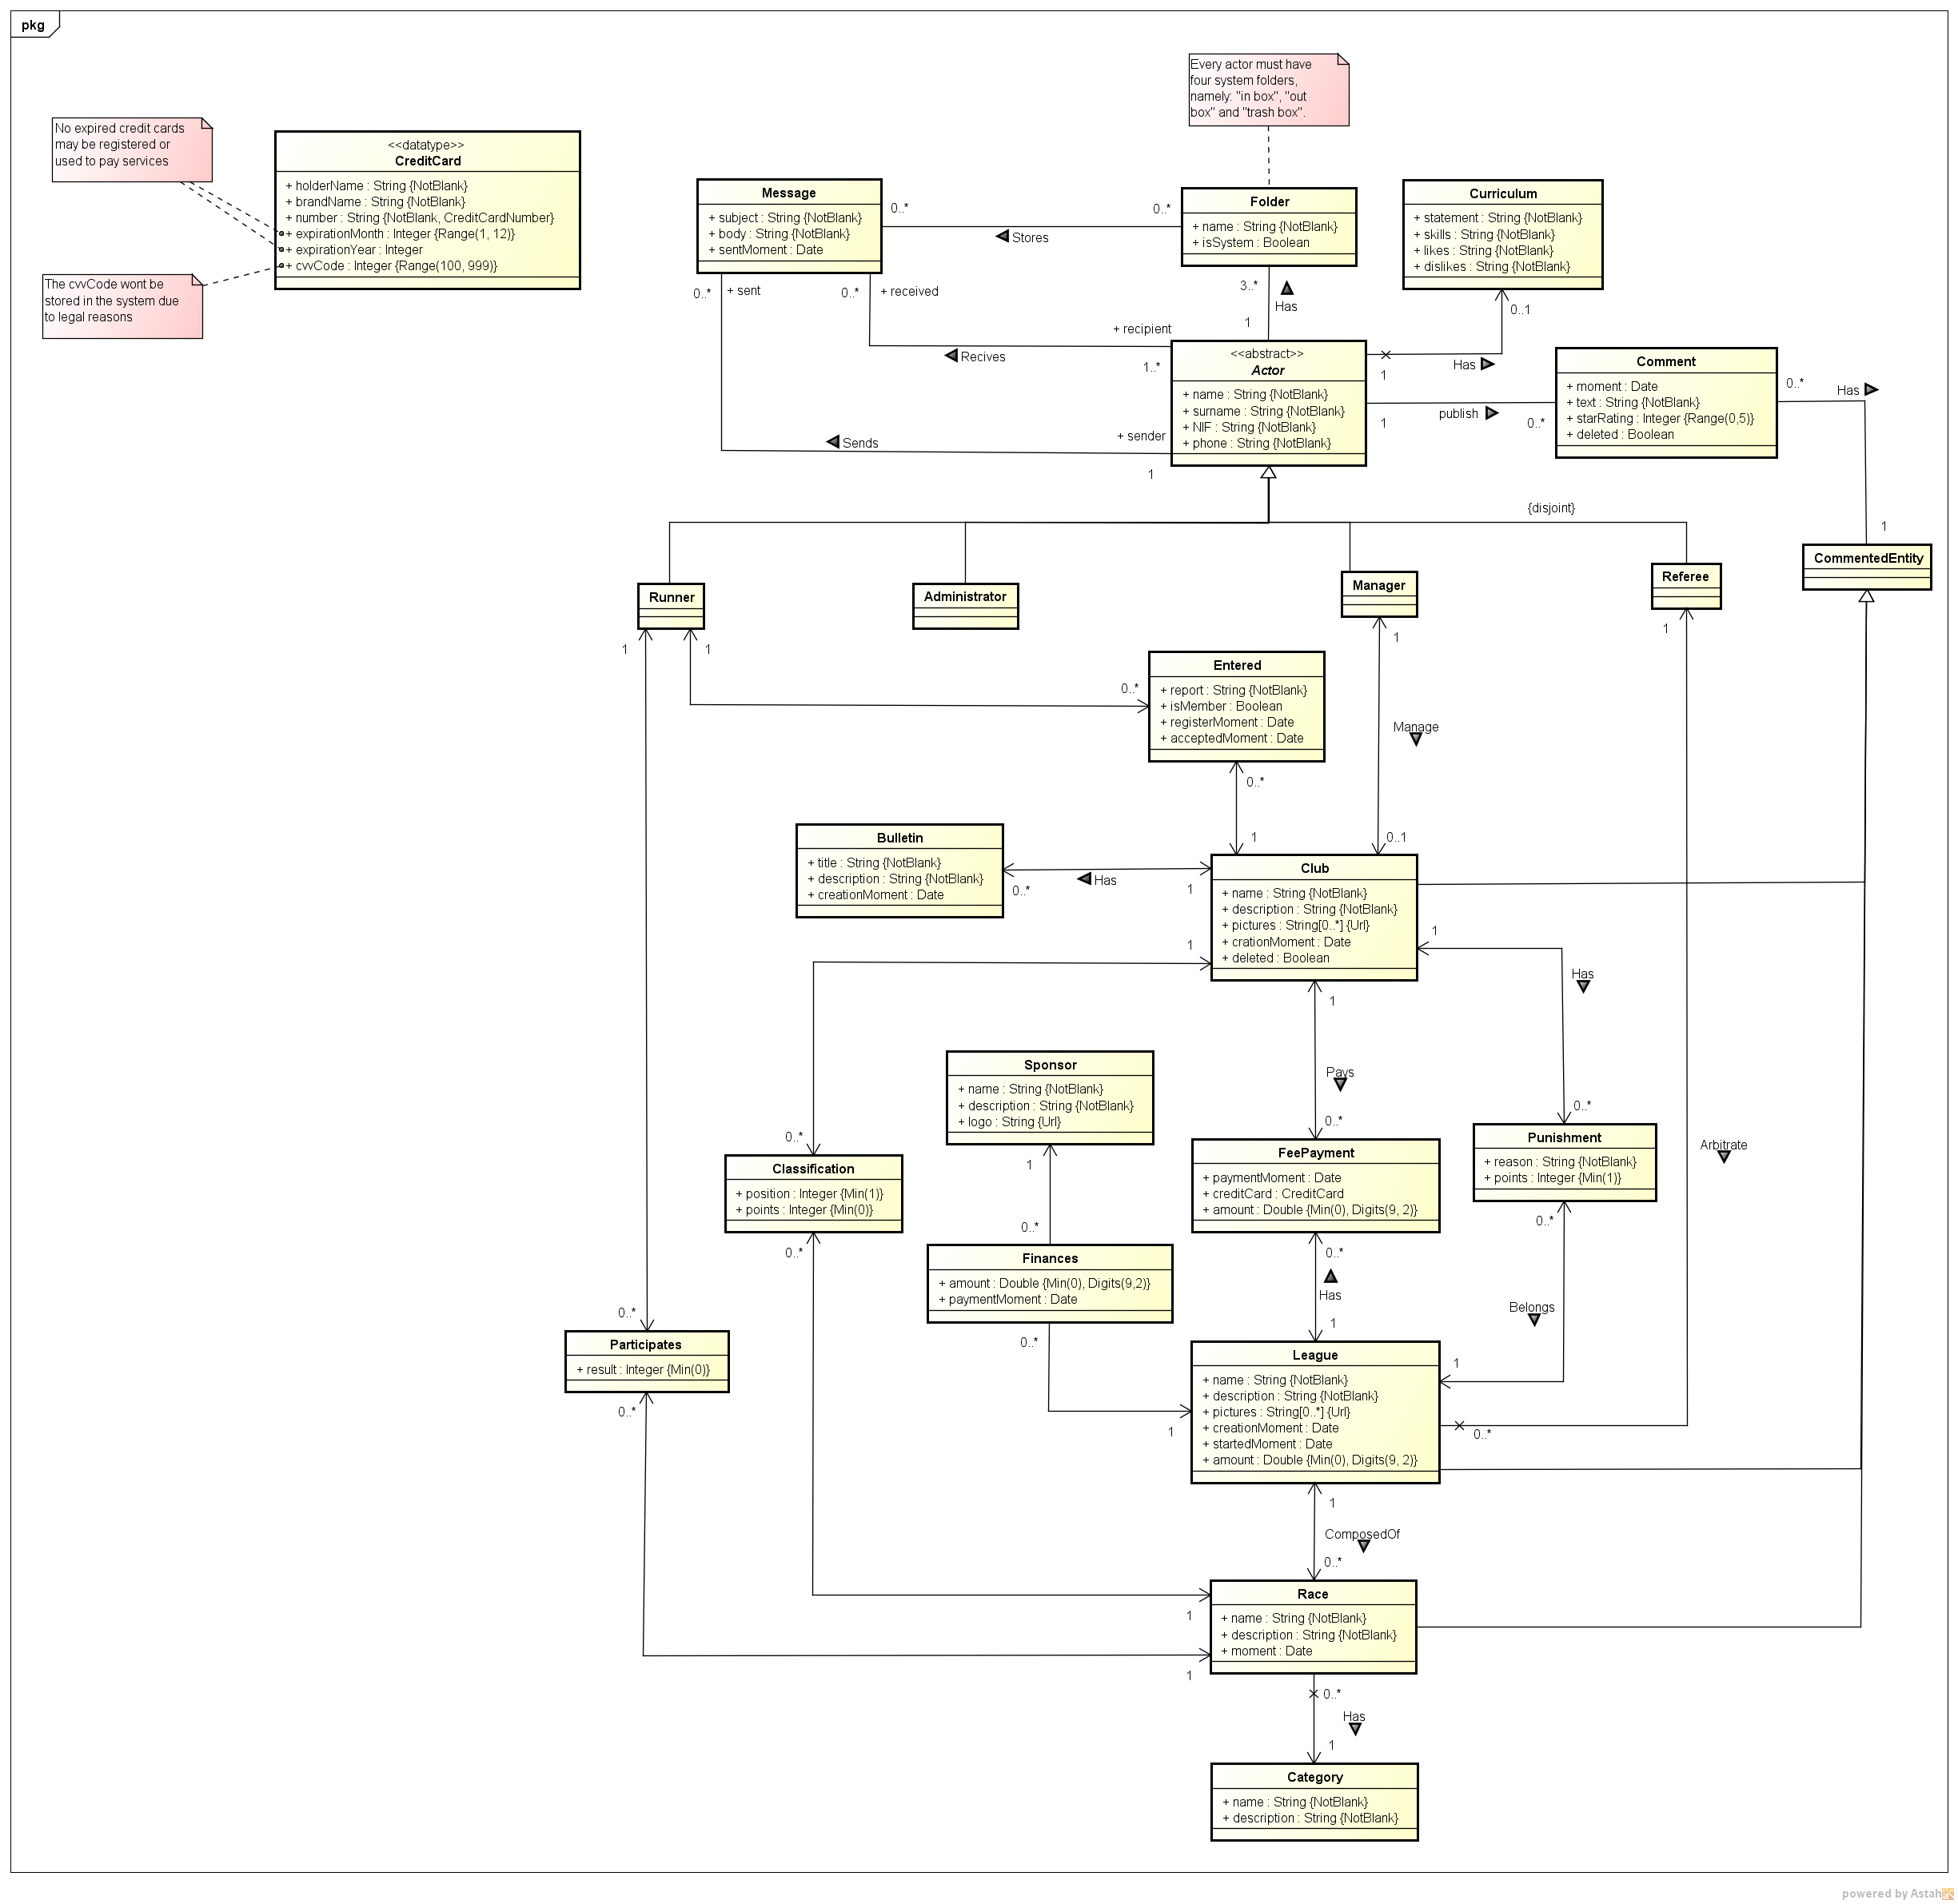 pkg
Every actor must have
four system folders,
namely: "in box", "out
box" and "trash box".
No expired credit cards
may be registered or
used to pay services
The cvvCode wont be
stored in the system due
to legal reasons
<<datatype>>
CreditCard
+ holderName : String {NotBlank}
+ brandName : String {NotBlank}
+ number : String {NotBlank, CreditCardNumber}
+ expirationMonth : Integer {Range(1, 12)}
+ expirationYear : Integer
+ cvvCode : Integer {Range(100, 999)}
Message
+ subject : String {NotBlank}
+ body : String {NotBlank}
+ sentMoment : Date
0..*
0..*
Stores
Folder
+ name : String {NotBlank}
+ isSystem : Boolean
Curriculum
+ statement : String {NotBlank}
+ skills : String {NotBlank}
+ likes : String {NotBlank}
+ dislikes : String {NotBlank}
0..*
+ sent
0..*
+ received
3..*
Has
1
0..1
+ recipient
Recives
1..*
<<abstract>>
Actor
+ name : String {NotBlank}
+ surname : String {NotBlank}
+ NIF : String {NotBlank}
+ phone : String {NotBlank}
Has
1
publish
1
0..*
Comment
+ moment : Date
+ text : String {NotBlank}
+ starRating : Integer {Range(0,5)}
+ deleted : Boolean
0..*
Has
1
+ sender
Sends
1
{disjoint}
Runner
Administrator
Manager
Referee
CommentedEntity
1
1
1
1
Entered
+ report : String {NotBlank}
+ isMember : Boolean
+ registerMoment : Date
+ acceptedMoment : Date
0..*
0..*
1
Manage
0..1
Bulletin
+ title : String {NotBlank}
+ description : String {NotBlank}
+ creationMoment : Date
Has
0..*
1
Club
+ name : String {NotBlank}
+ description : String {NotBlank}
+ pictures : String[0..*] {Url}
+ crationMoment : Date
+ deleted : Boolean
1
1
Has
1
Pays
0..*
0..*
Sponsor
+ name : String {NotBlank}
+ description : String {NotBlank}
+ logo : String {Url}
1
0..*
0..*
Classification
+ position : Integer {Min(1)}
+ points : Integer {Min(0)}
0..*
FeePayment
+ paymentMoment : Date
+ creditCard : CreditCard
+ amount : Double {Min(0), Digits(9, 2)}
0..*
Has
1
Punishment
+ reason : String {NotBlank}
+ points : Integer {Min(1)}
0..*
Belongs
1
Arbitrate
Finances
+ amount : Double {Min(0), Digits(9,2)}
+ paymentMoment : Date
0..*
1
0..*
Participates
+ result : Integer {Min(0)}
0..*
League
+ name : String {NotBlank}
+ description : String {NotBlank}
+ pictures : String[0..*] {Url}
+ creationMoment : Date
+ startedMoment : Date
+ amount : Double {Min(0), Digits(9, 2)}
0..*
1
ComposedOf
0..*
Race
+ name : String {NotBlank}
+ description : String {NotBlank}
+ moment : Date
1
1
0..*
Has
1
Category
+ name : String {NotBlank}
+ description : String {NotBlank}
powered by Astah